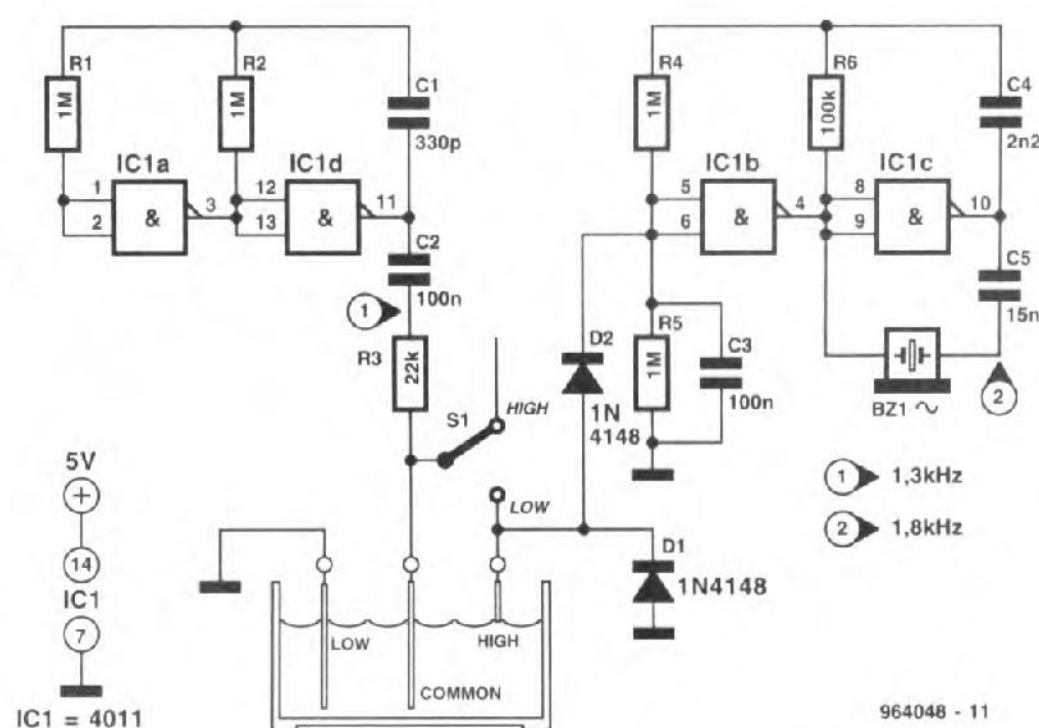 R1
1M
R2
1M
C1
330p
IC1a
1
2
&
3
IC1d
12
13
&
11
C2
100n
1
R3
22k
S1
HIGH
LOW
R4
1M
R6
100k
C4
2n2
IC1b
5
6
&
4
IC1c
8
9
&
10
C5
15n
D2
1N
4148
R5
1M
C3
100n
BZ1 ~
2
1 1,3kHz
2 1,8kHz
D1
1N4148
5V
+
14
IC1
7
IC1 = 4011
LOW
HIGH
COMMON
964048 - 11